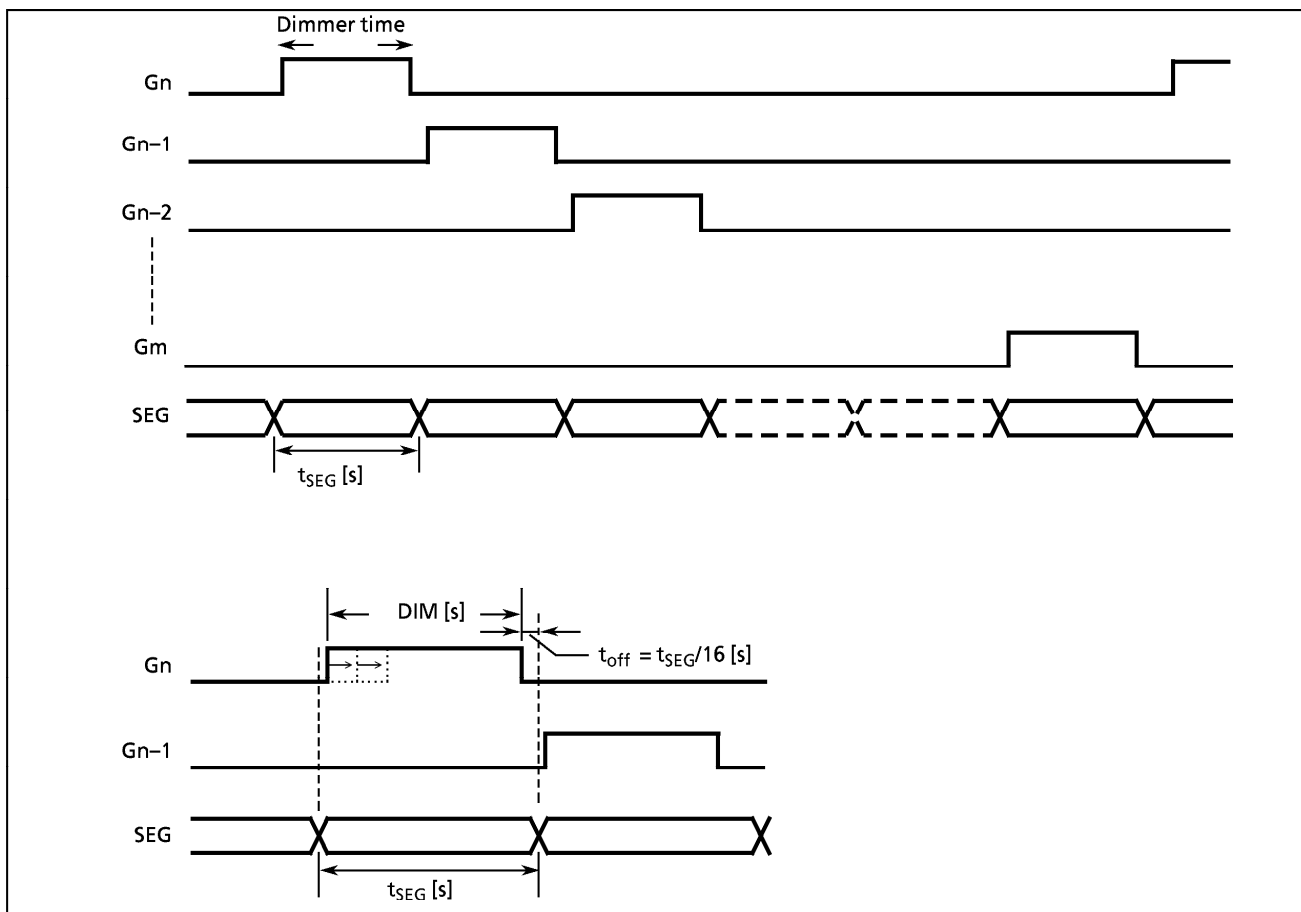 Dimmer time
Gn
Gn–1
Gn–2
Gm
SEG
tSEG [s]
DIM [s]
toff = tSEG/16 [s]
Gn
Gn–1
SEG
tSEG [s]